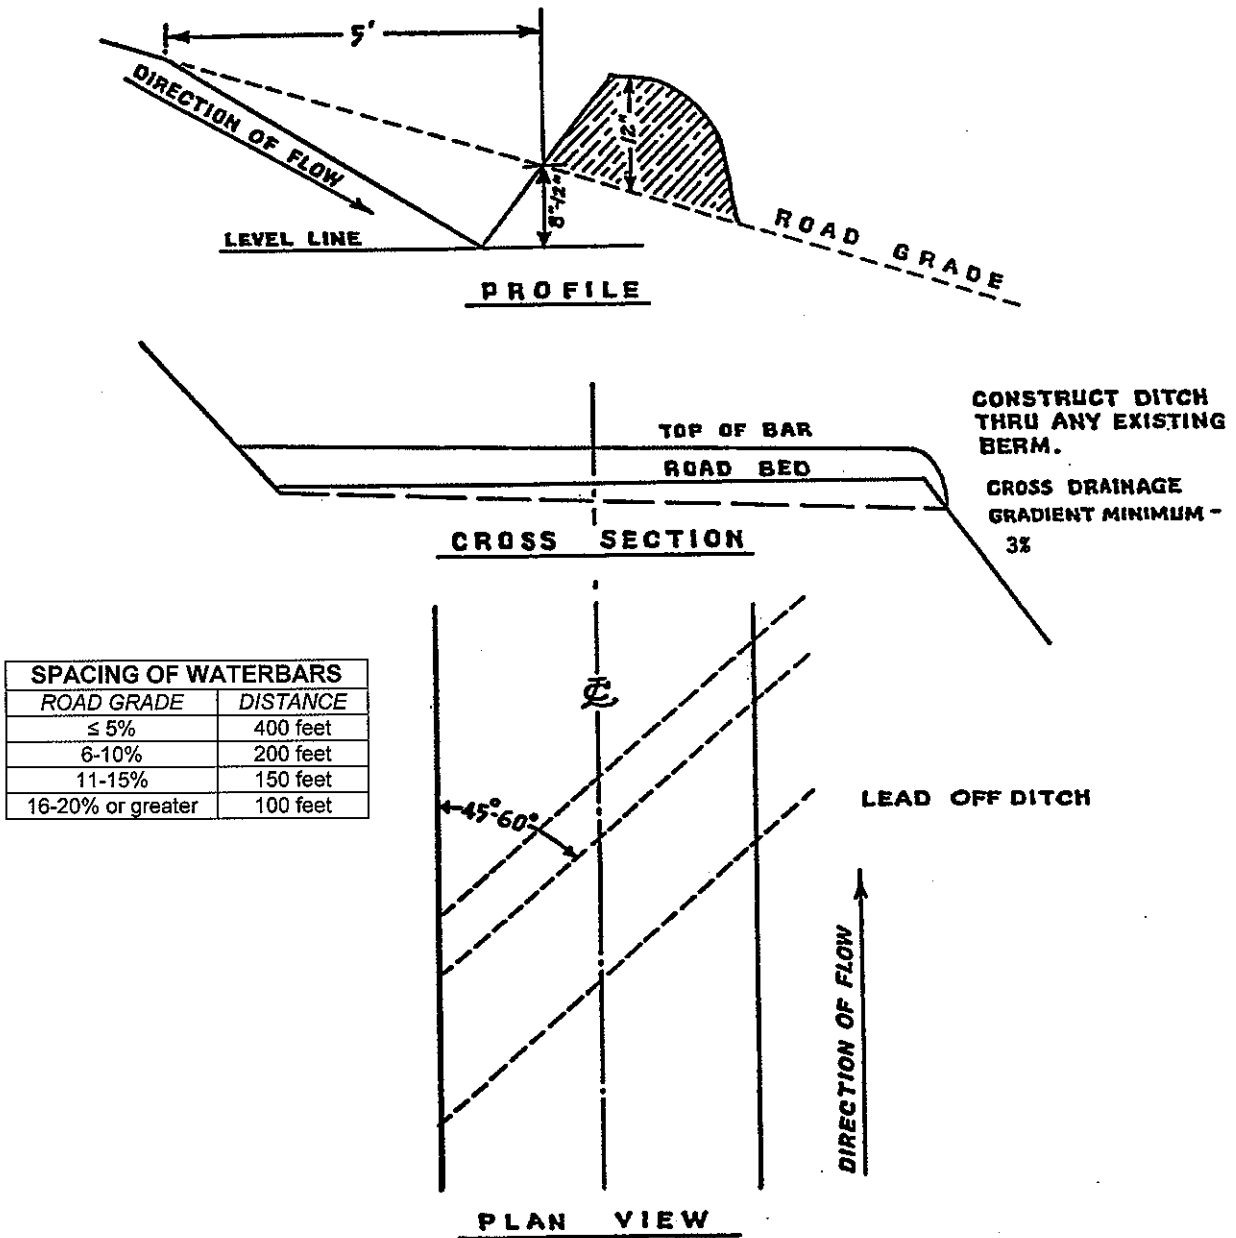 5'
DIRECTION OF FLOW
12"
8"-12"
LEVEL LINE
ROAD GRADE
PROFILE
CONSTRUCT DITCH
THRU ANY EXISTING
BERM.
TOP OF BAR
ROAD BED
CROSS DRAINAGE
GRADIENT MINIMUM -
3%
CROSS SECTION
SPACING OF WATERBARS
ROAD GRADE DISTANCE
≤ 5% 400 feet
6-10% 200 feet
11-15% 150 feet
16-20% or greater 100 feet
℄
45°-60°
LEAD OFF DITCH
DIRECTION OF FLOW
PLAN VIEW